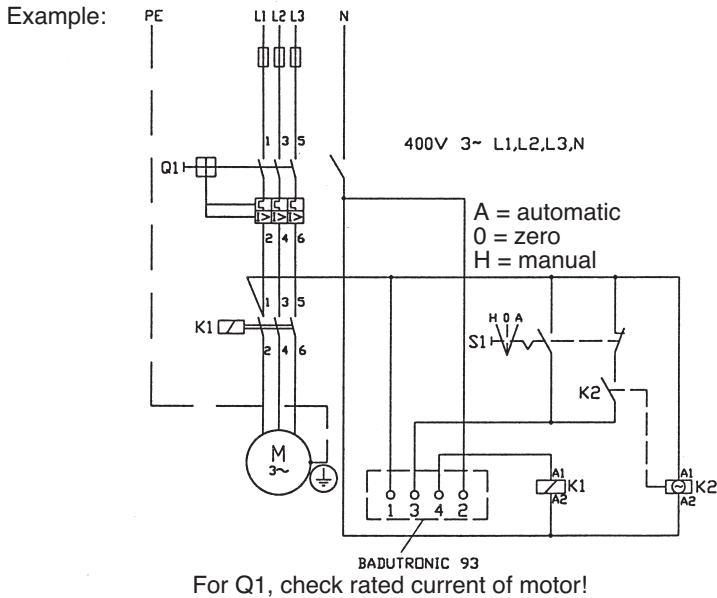 Example:
PE
L1 L2 L3
N
1 3 5
400V 3~ L1,L2,L3,N
Q1
I> I> I>
2 4 6
A = automatic
0 = zero
H = manual
1 3 5
K1
2 4 6
H 0 A
S1
K2
M
3~
1 3 4 2
A1
K1
A2
A1
K2
A2
BADUTRONIC 93
For Q1, check rated current of motor!